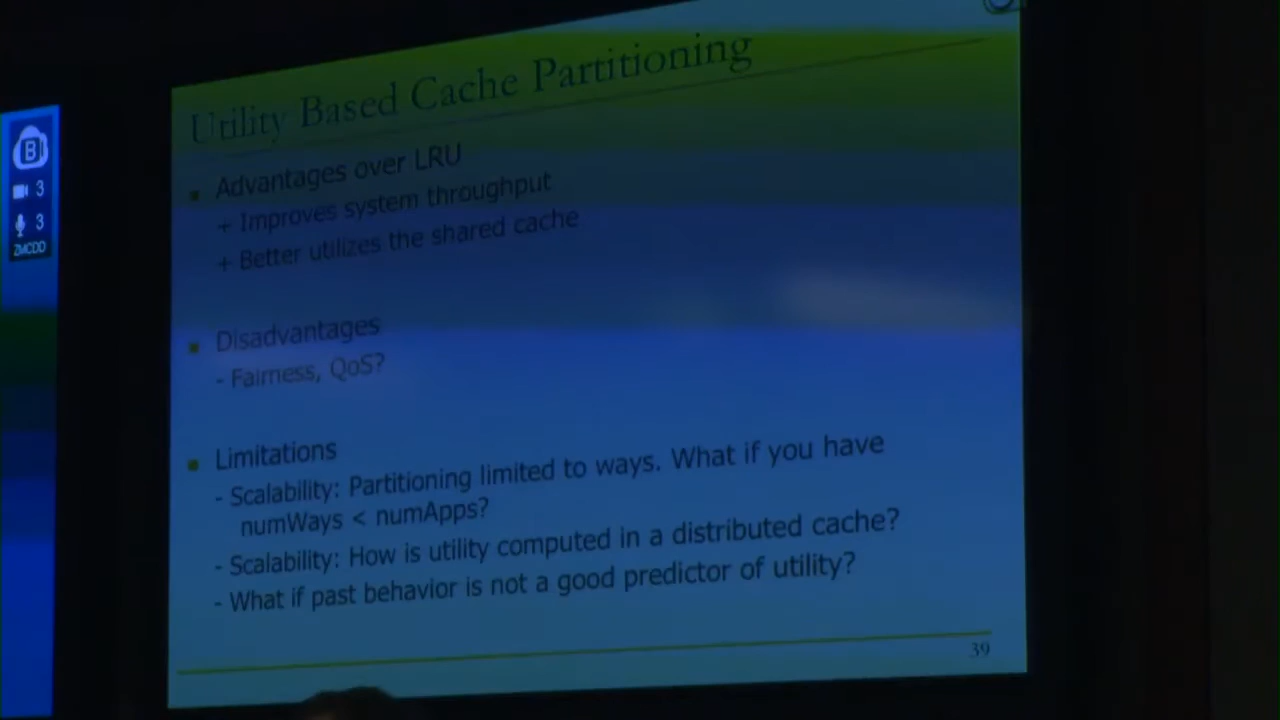 Utility Based Cache Partitioning
Advantages over LRU
+ Improves system throughput
+ Better utilizes the shared cache
Disadvantages
- Fairness, QoS?
Limitations
- Scalability: Partitioning limited to ways. What if you have
numWays < numApps?
- Scalability: How is utility computed in a distributed cache?
- What if past behavior is not a good predictor of utility?
39
B
3
3
ZMCDD